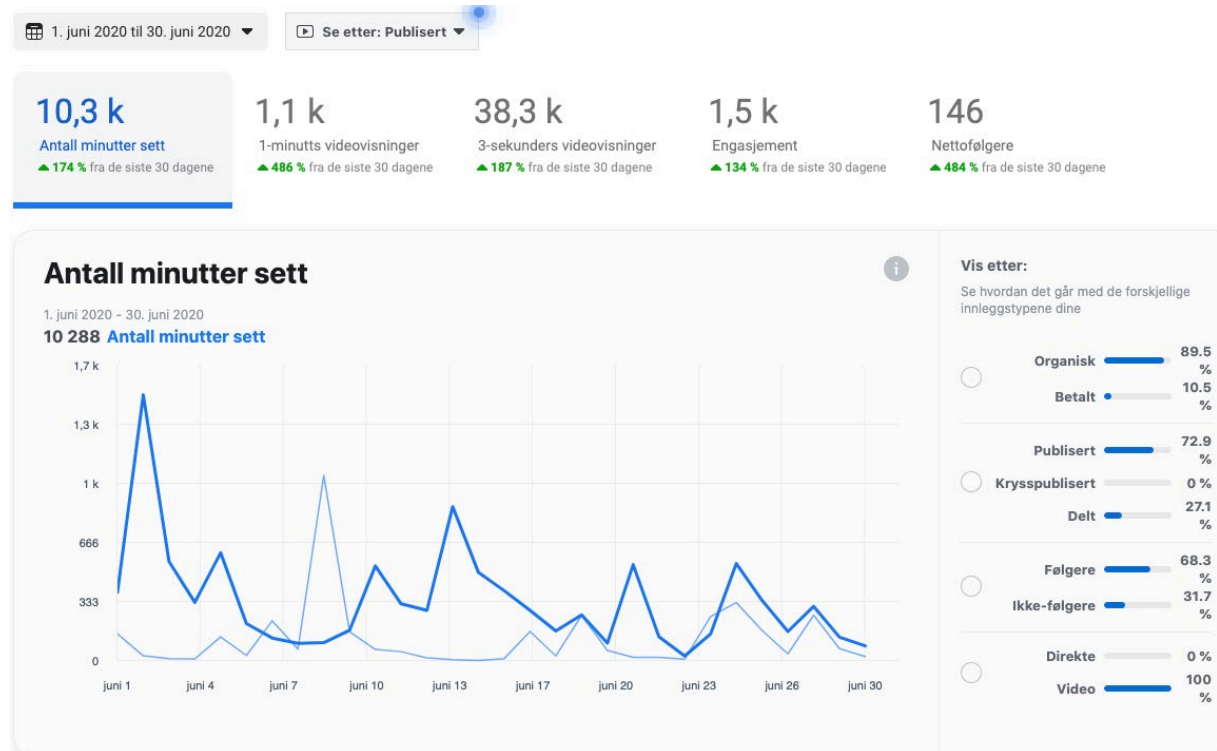 1. juni 2020 til 30. juni 2020
Se etter: Publisert
10,3 k
Antall minutter sett
174 % fra de siste 30 dagene
1,1 k
1-minutts videovisninger
486 % fra de siste 30 dagene
38,3 k
3-sekunders videovisninger
187 % fra de siste 30 dagene
1,5 k
Engasjement
134 % fra de siste 30 dagene
146
Nettofølgere
484 % fra de siste 30 dagene
Antall minutter sett
1. juni 2020 - 30. juni 2020
10 288 Antall minutter sett
1,7 k
1,3 k
1 k
666
333
0
juni 1 juni 4 juni 7 juni 10 juni 13 juni 17 juni 20 juni 23 juni 26 juni 30
Vis etter:
Se hvordan det går med de forskjellige
innleggstypene dine
Organisk 89.5
%
Betalt 10.5
%
Publisert 72.9
%
Krysspublisert 0 %
Delt 27.1
%
Følgere 68.3
%
Ikke-følgere 31.7
%
Direkte 0 %
Video 100
%